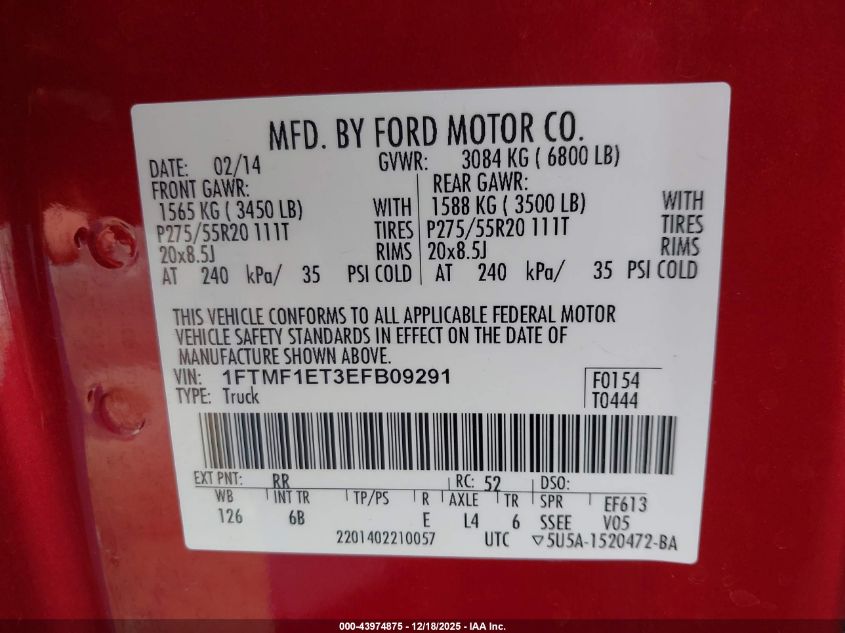 MFD. BY FORD MOTOR CO.
DATE: 02/14 GVWR: 3084 KG ( 6800 LB)
FRONT GAWR: REAR GAWR:
1565 KG ( 3450 LB) WITH 1588 KG ( 3500 LB) WITH
P275/55R20 111T TIRES P275/55R20 111T TIRES
20x8.5J RIMS 20x8.5J RIMS
AT 240 kPa/ 35 PSI COLD AT 240 kPa/ 35 PSI COLD
THIS VEHICLE CONFORMS TO ALL APPLICABLE FEDERAL MOTOR
VEHICLE SAFETY STANDARDS IN EFFECT ON THE DATE OF
MANUFACTURE SHOWN ABOVE.
VIN: 1FTMF1ET3EFB09291 F0154
TYPE: Truck T0444
EXT PNT: RR RC: 52 DSO:
WB INT TR TP/PS R AXLE TR SPR EF613
126 6B E L4 6 SSEE V05
2201402210057 UTC ▽5U5A-1520472-BA
000-43974875 - 12/18/2025 - IAA Inc.